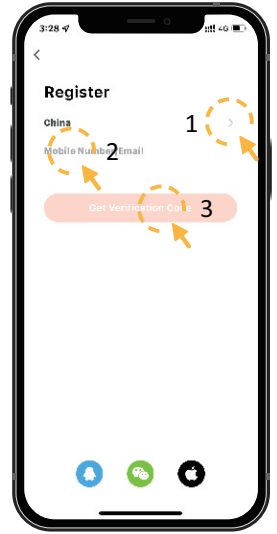 3:28 4G
Register
China 1
Mobile Number/Email 2
Get Verification Code 3